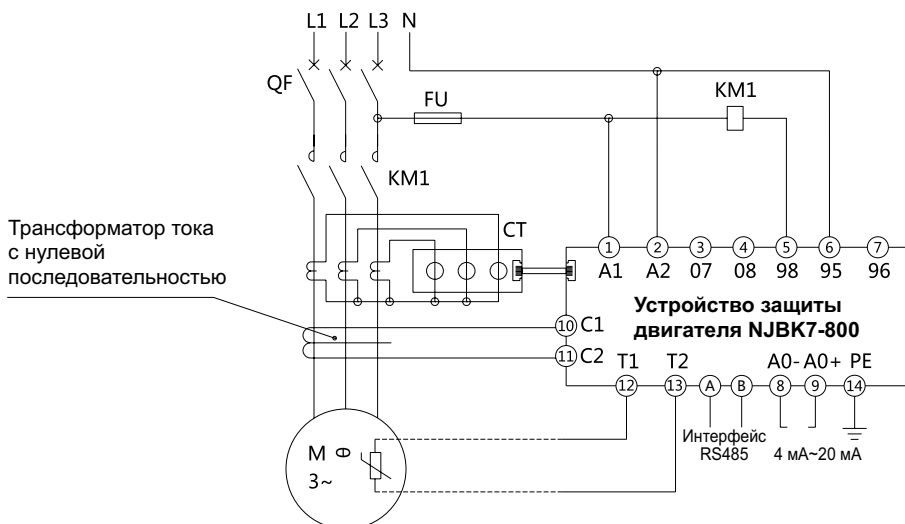 L1 L2 L3 N
QF
FU
KM1
KM1
Трансформатор тока
с нулевой
последовательностью
CT
1 2 3 4 5 6 7
A1 A2 07 08 98 95 96
Устройство защиты
двигателя NJBK7-800
10 C1
11 C2
T1 T2 A0- A0+ PE
12 13 A B 8 9 14
Интерфейс
RS485
4 мА~20 мА
M θ
3~